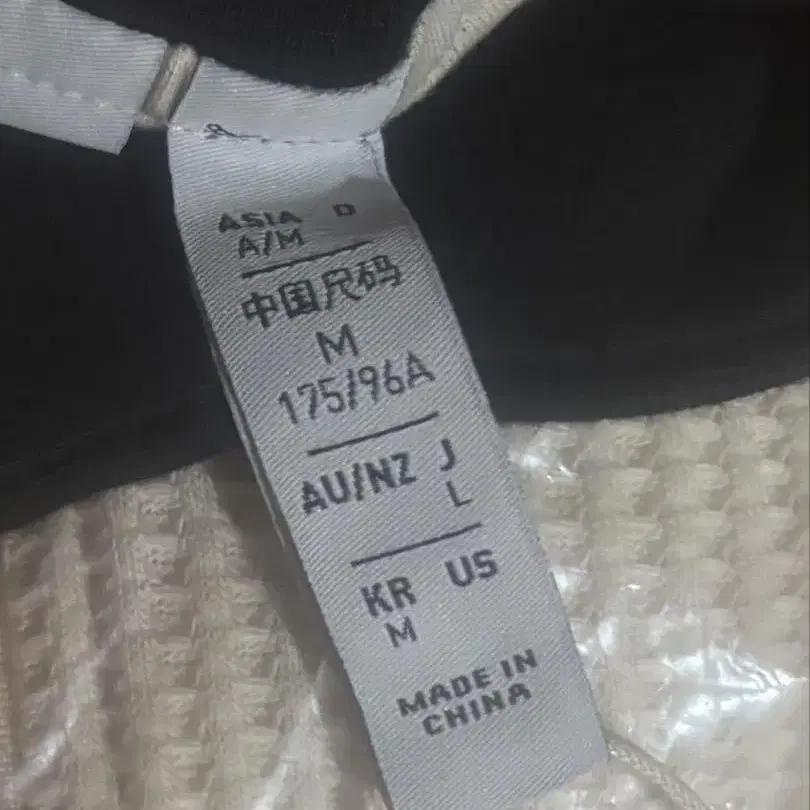 ASIA D
A/M
中国尺码
M
175/96A
AU/NZ J
L
KR US
M
MADE IN
CHINA